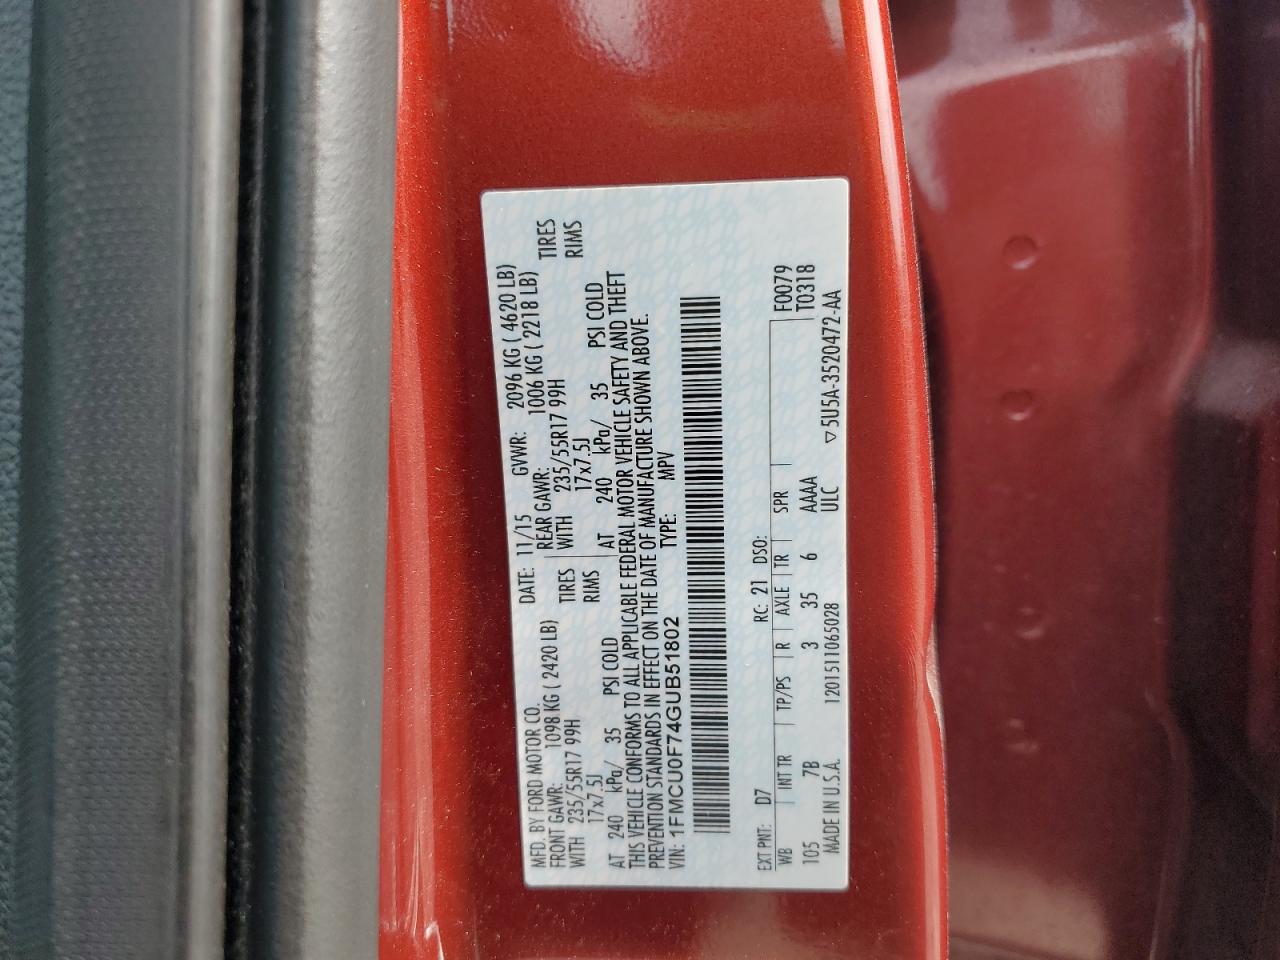 MFD. BY FORD MOTOR CO. DATE: 11/15 GVWR: 2096 KG ( 4620 LB)
FRONT GAWR: 1098 KG ( 2420 LB) REAR GAWR: 1006 KG ( 2218 LB)
WITH 235/55R17 99H TIRES WITH 235/55R17 99H TIRES
17x7.5J RIMS 17x7.5J RIMS
AT 240 kPa/ 35 PSI COLD AT 240 kPa/ 35 PSI COLD
THIS VEHICLE CONFORMS TO ALL APPLICABLE FEDERAL MOTOR VEHICLE SAFETY AND THEFT
PREVENTION STANDARDS IN EFFECT ON THE DATE OF MANUFACTURE SHOWN ABOVE.
VIN: 1FMCU0F74GUB51802 TYPE: MPV
EXT PNT: D7 RC: 21 DSO:
WB INT TR TP/PS R AXLE TR SPR F0079
105 7B 3 35 6 AAAA T0318
MADE IN U.S.A. 1201511065028 ULC ▽5U5A-3520472-AA